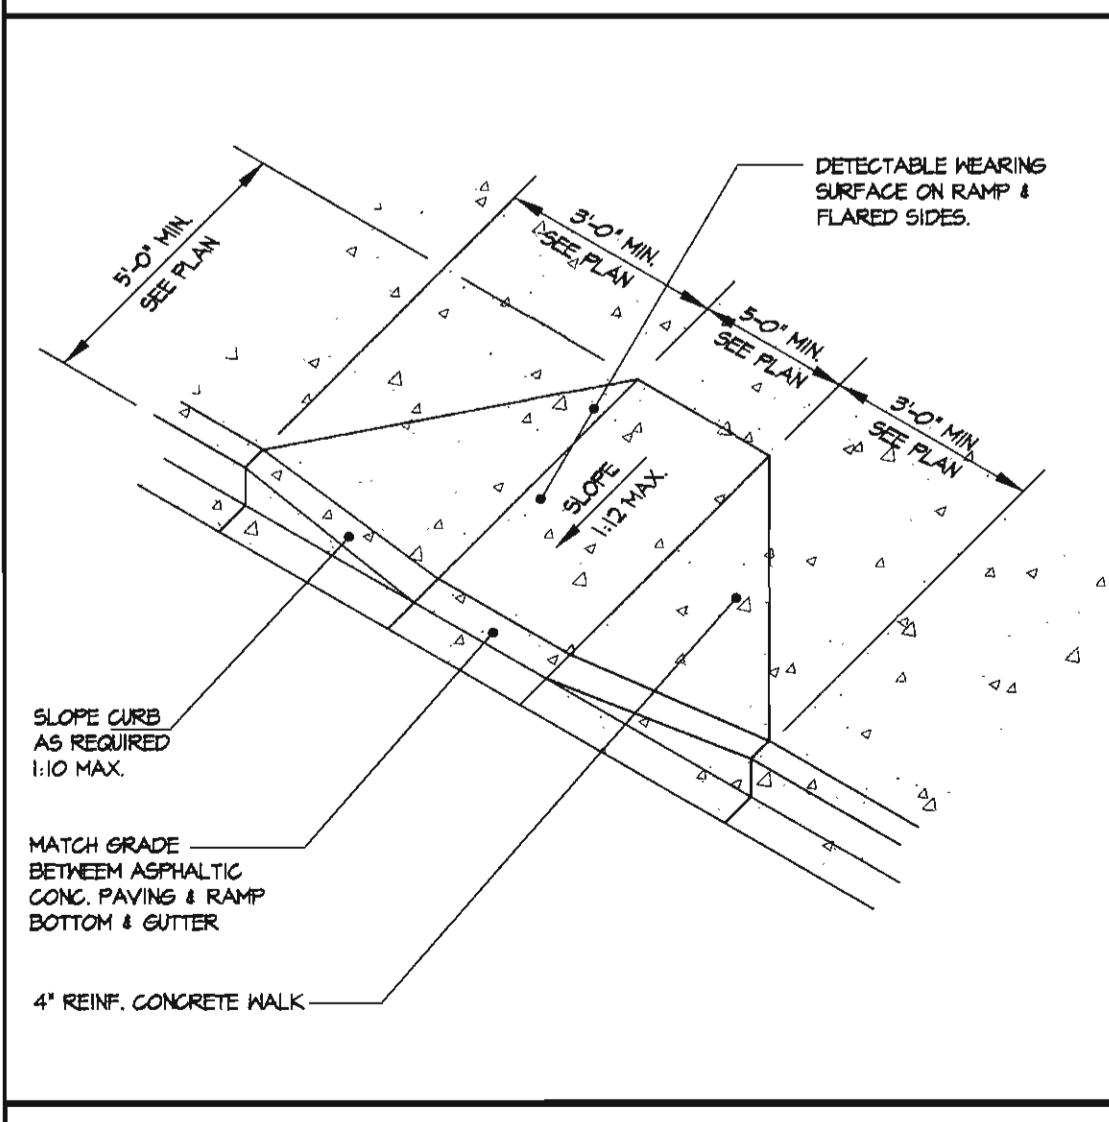 DETECTABLE WEARING
SURFACE ON RAMP &
FLARED SIDES.
5'-0" MIN.
SEE PLAN
3'-0" MIN.
SEE PLAN
5'-0" MIN.
SEE PLAN
3'-0" MIN
SEE PLAN
SLOPE
1:12 MAX.
SLOPE CURB
AS REQUIRED
1:10 MAX.
MATCH GRADE
BETWEEM ASPHALTIC
CONC. PAVING & RAMP
BOTTOM & GUTTER
4" REINF. CONCRETE WALK